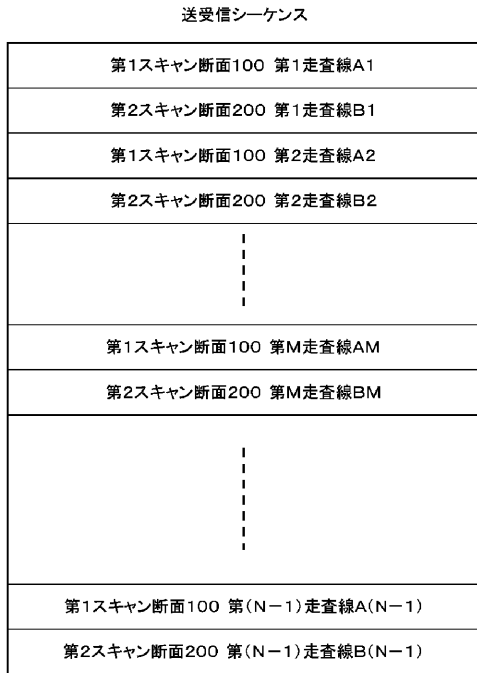 送受信シーケンス
第1スキャン断面100 第1走査線A1
第2スキャン断面200 第1走査線B1
第1スキャン断面100 第2走査線A2
第2スキャン断面200 第2走査線B2
第1スキャン断面100 第M走査線AM
第2スキャン断面200 第M走査線BM
第1スキャン断面100 第(N-1)走査線A(N-1)
第2スキャン断面200 第(N-1)走査線B(N-1)